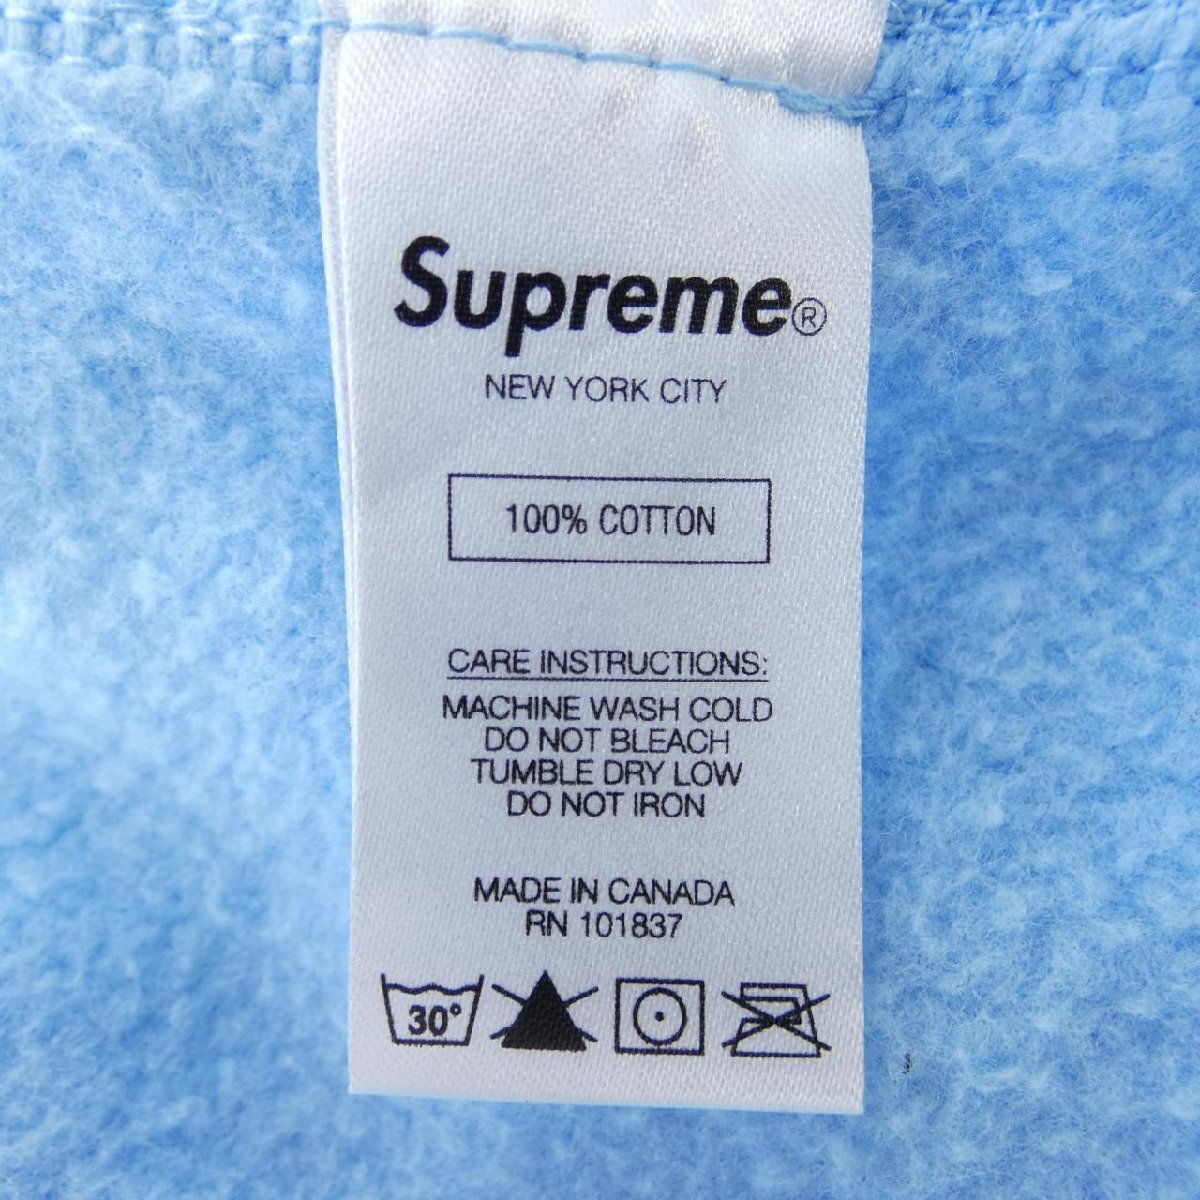 Supreme®
NEW YORK CITY
100% COTTON
CARE INSTRUCTIONS:
MACHINE WASH COLD
DO NOT BLEACH
TUMBLE DRY LOW
DO NOT IRON
MADE IN CANADA
RN 101837
30°